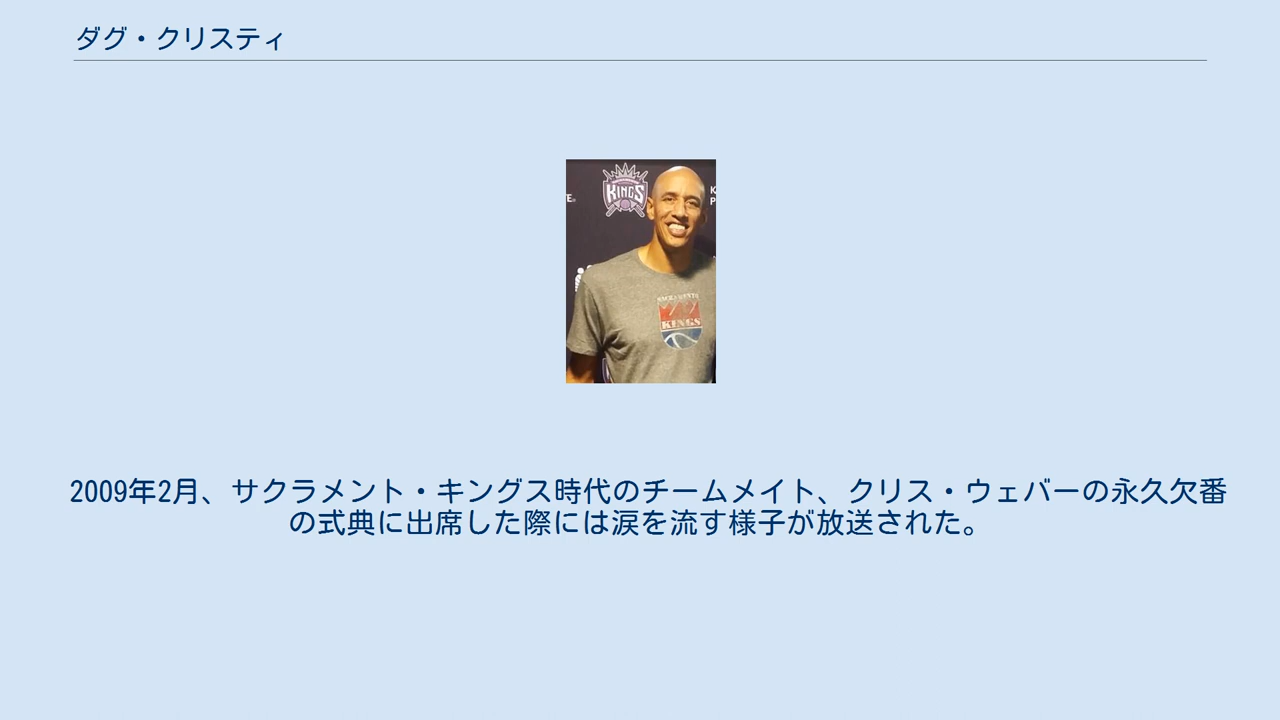 ダグ・クリスティ
KINGS
E.
K
P
SACRAMENTO
KINGS
2009年2月、サクラメント・キングス時代のチームメイト、クリス・ウェバーの永久欠番
の式典に出席した際には涙を流す様子が放送された。